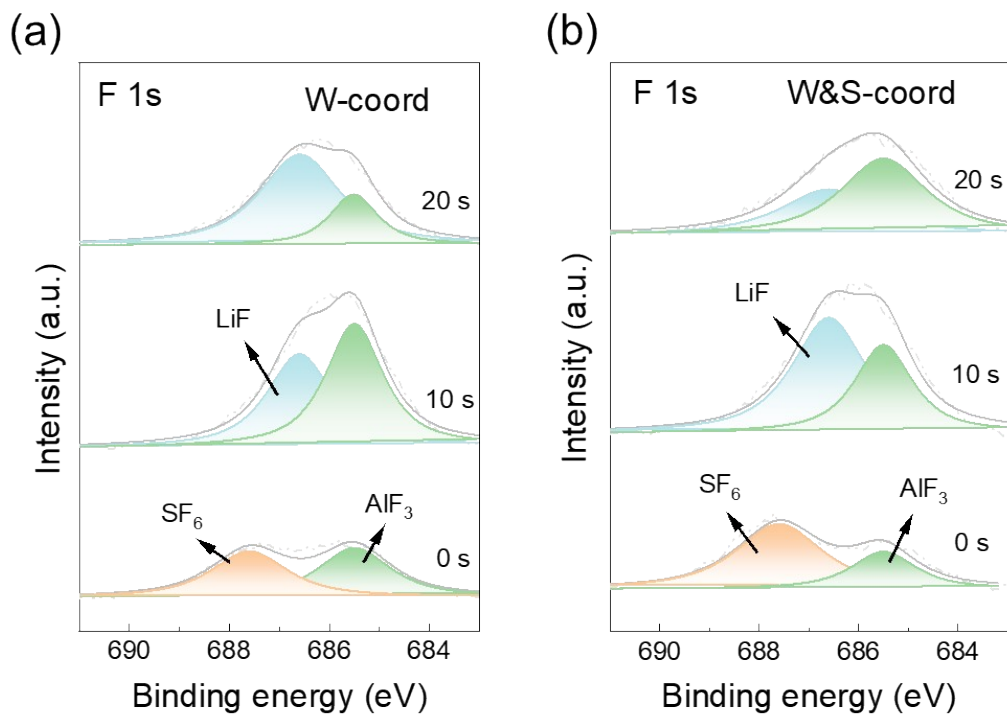 (a)
F 1s
W-coord
20 s
LiF
10 s
SF₆
AlF₃
0 s
Intensity (a.u.)
690
688
686
684
Binding energy (eV)
(b)
F 1s
W&S-coord
20 s
LiF
10 s
SF₆
AlF₃
0 s
Intensity (a.u.)
690
688
686
684
Binding energy (eV)